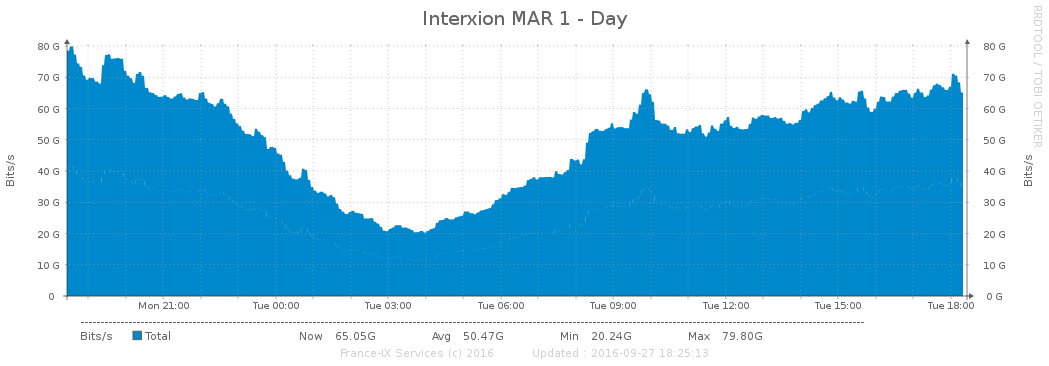 Interxion MAR 1 - Day
RRDTOOL / TOBI OETIKER
Bits/s
Bits/s
80 G 80 G
70 G 70 G
60 G 60 G
50 G 50 G
40 G 40 G
30 G 30 G
20 G 20 G
10 G 10 G
0 0 G
Mon 21:00 Tue 00:00 Tue 03:00 Tue 06:00 Tue 09:00 Tue 12:00 Tue 15:00 Tue 18:00
Bits/s Total Now 65.05G Avg 50.47G Min 20.24G Max 79.80G
France-IX Services (c) 2016 Updated : 2016-09-27 18:25:13